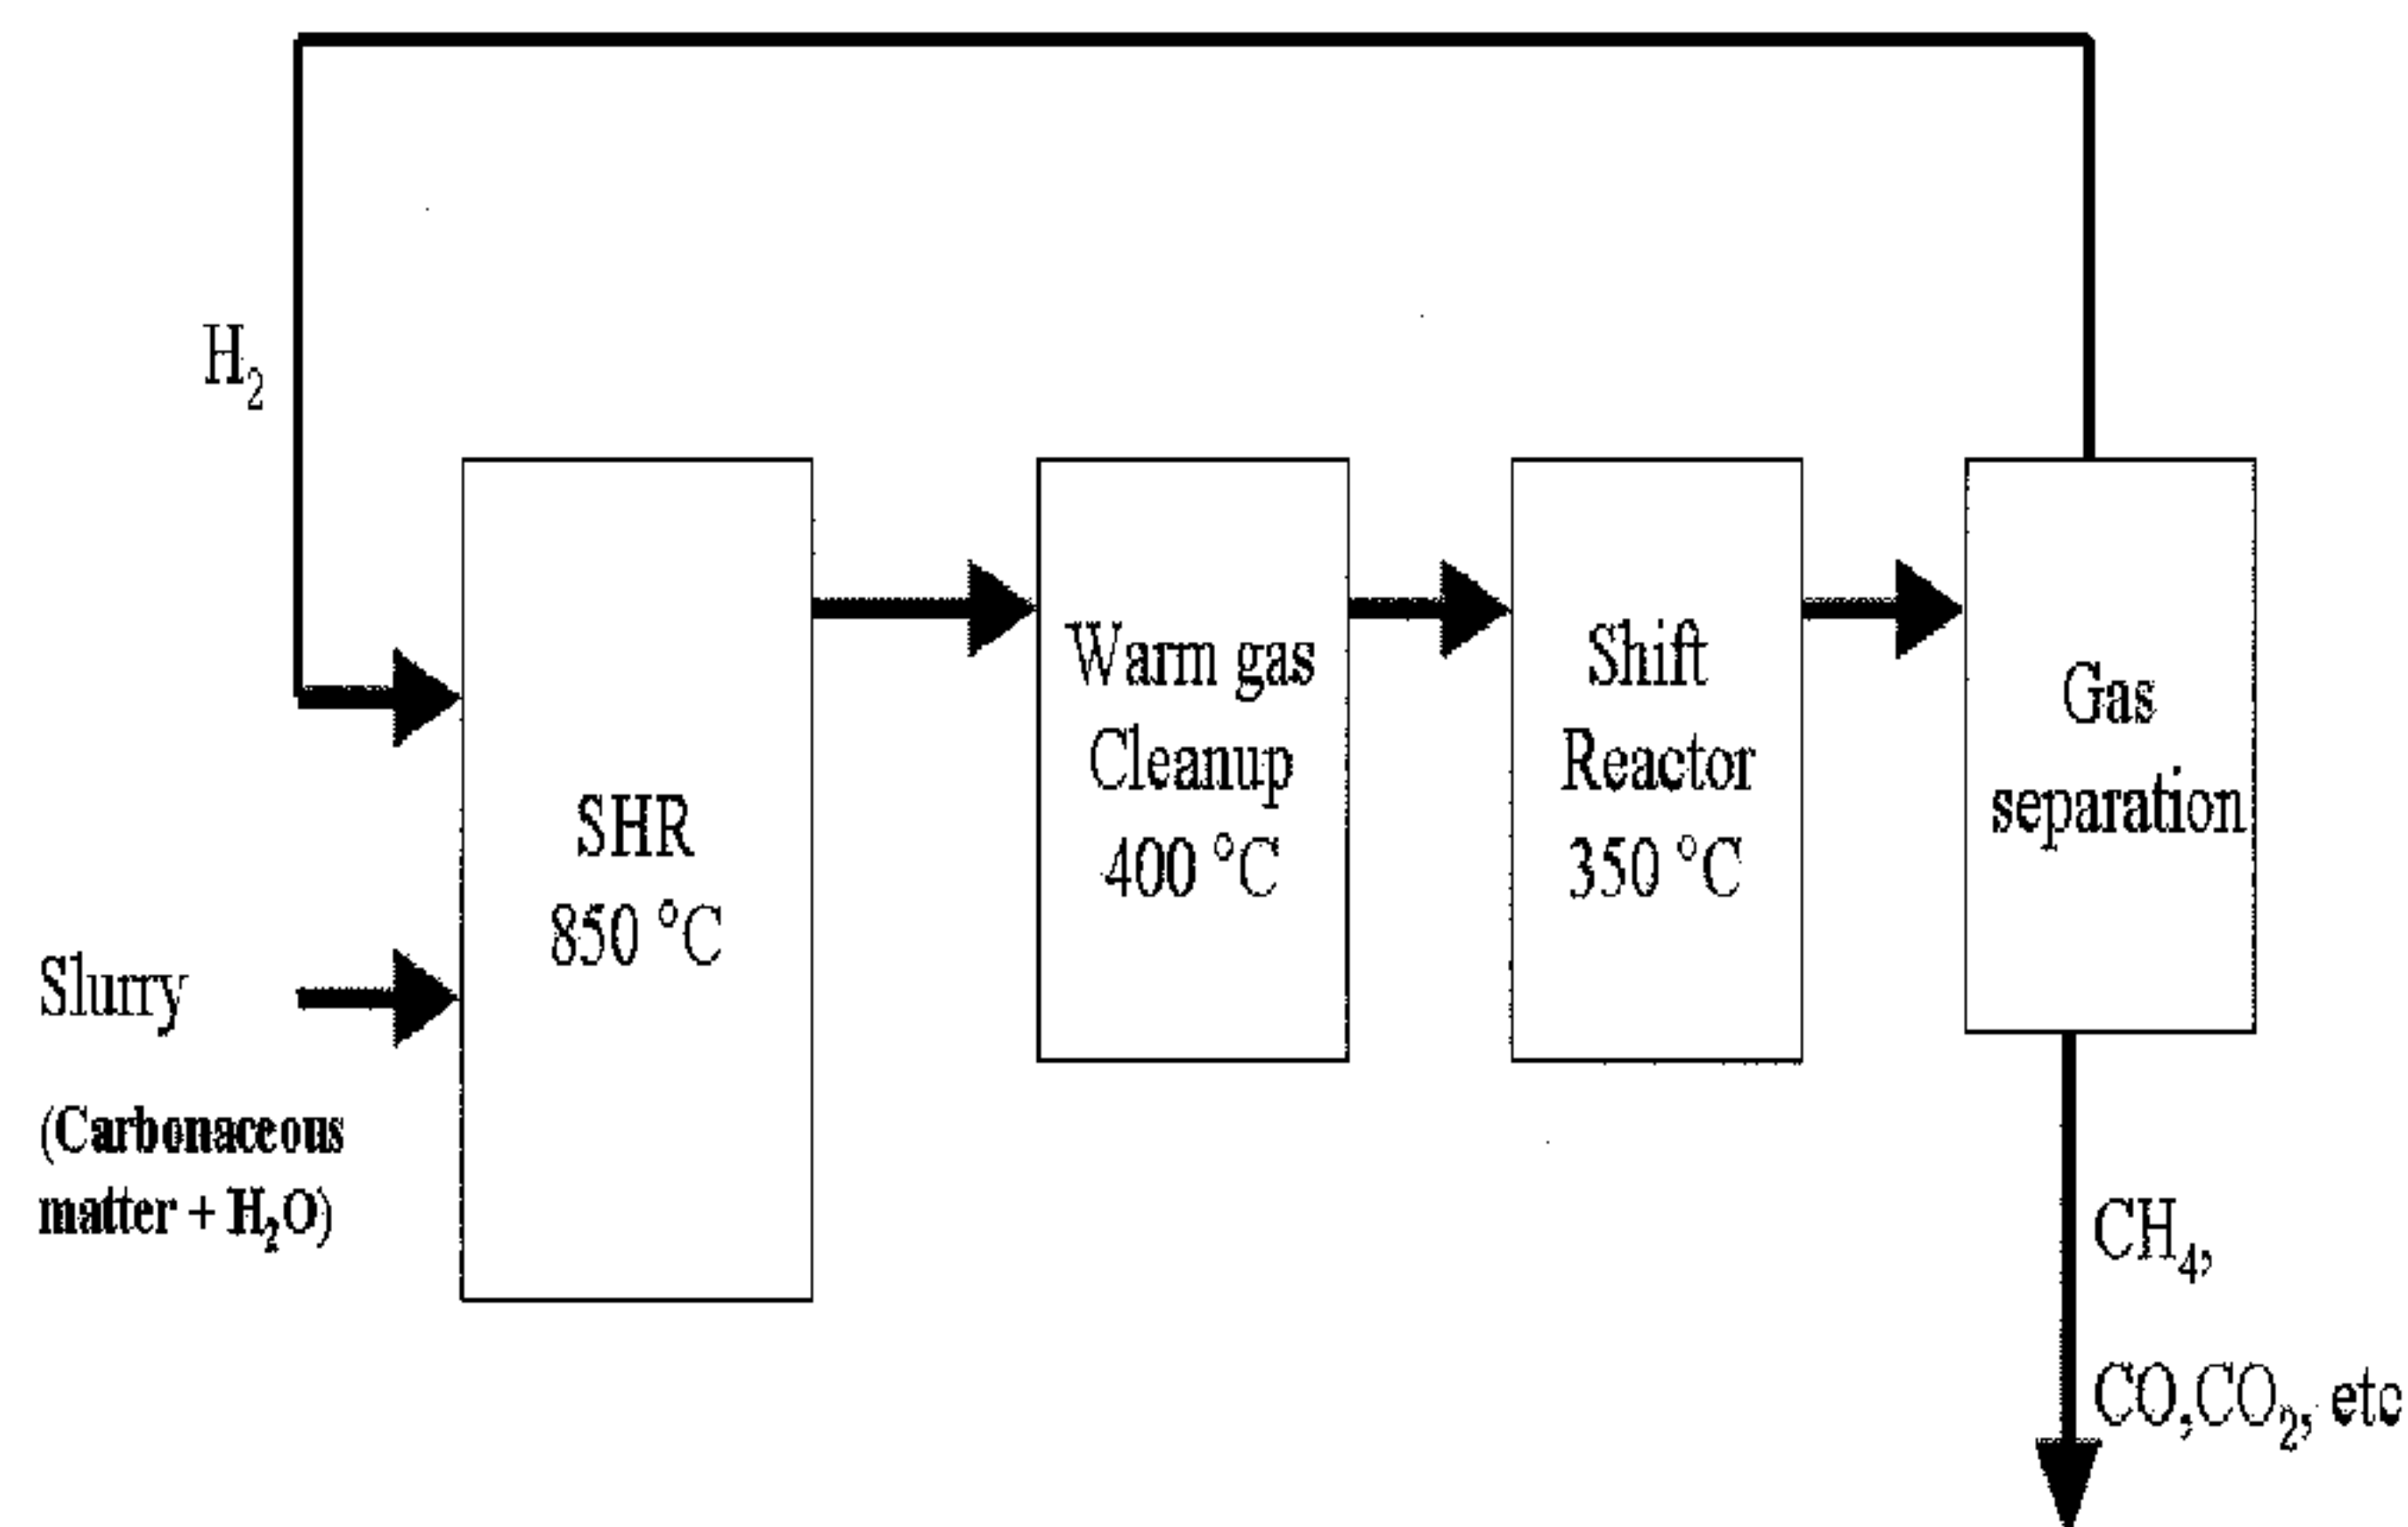 H₂
SHR
850 °C
Warm gas
Cleanup
400 °C
Shift
Reactor
350 °C
Gas
separation
Slurry
(Carbonaceous
matter + H₂O)
CH₄,
CO,CO₂, etc